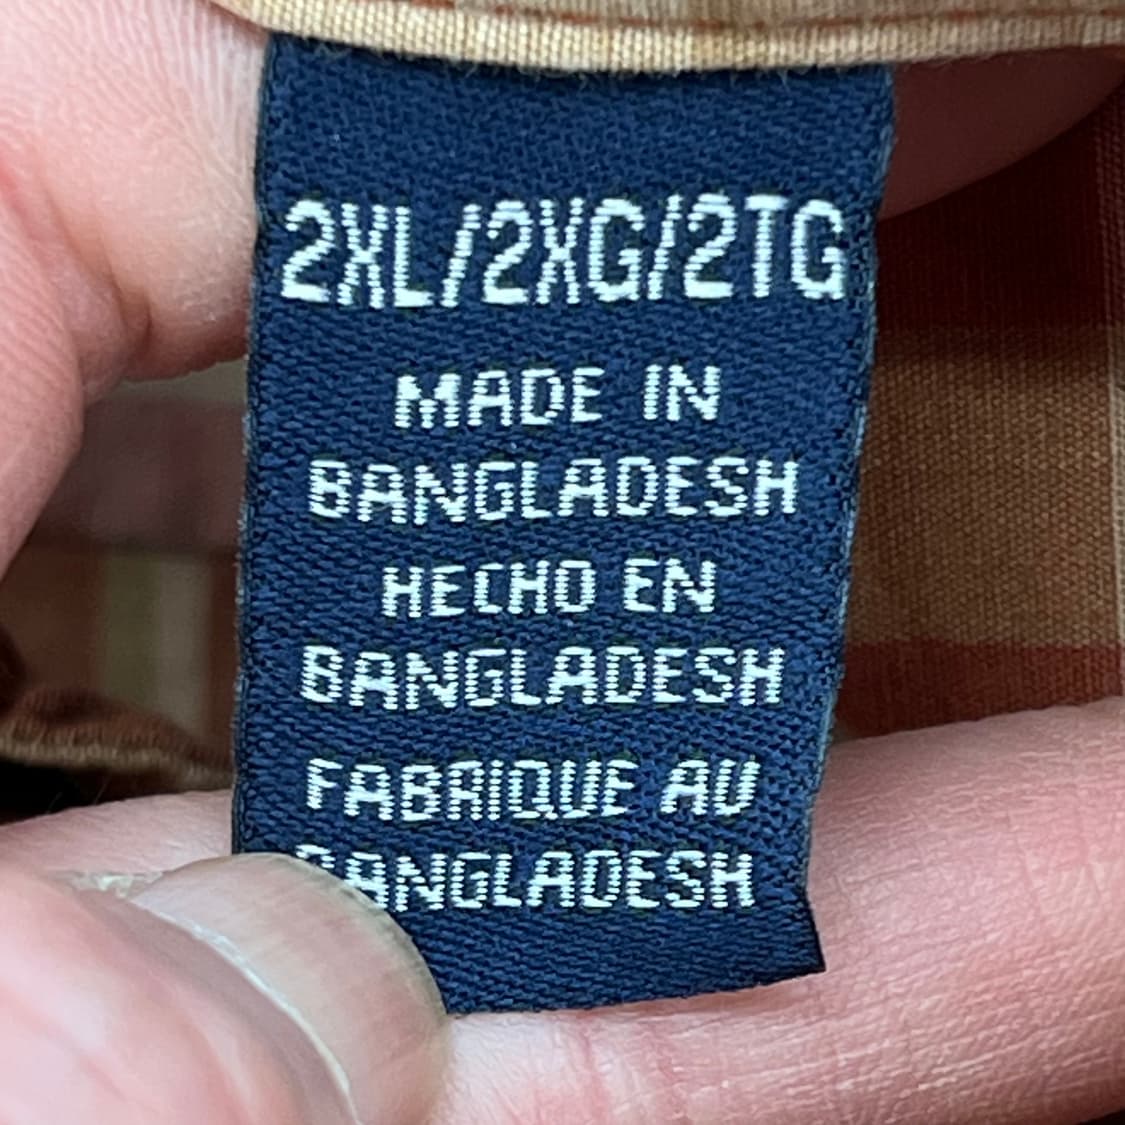 2XL/2XG/2TG
MADE IN
BANGLADESH
HECHO EN
BANGLADESH
FABRIQUE AU
BANGLADESH